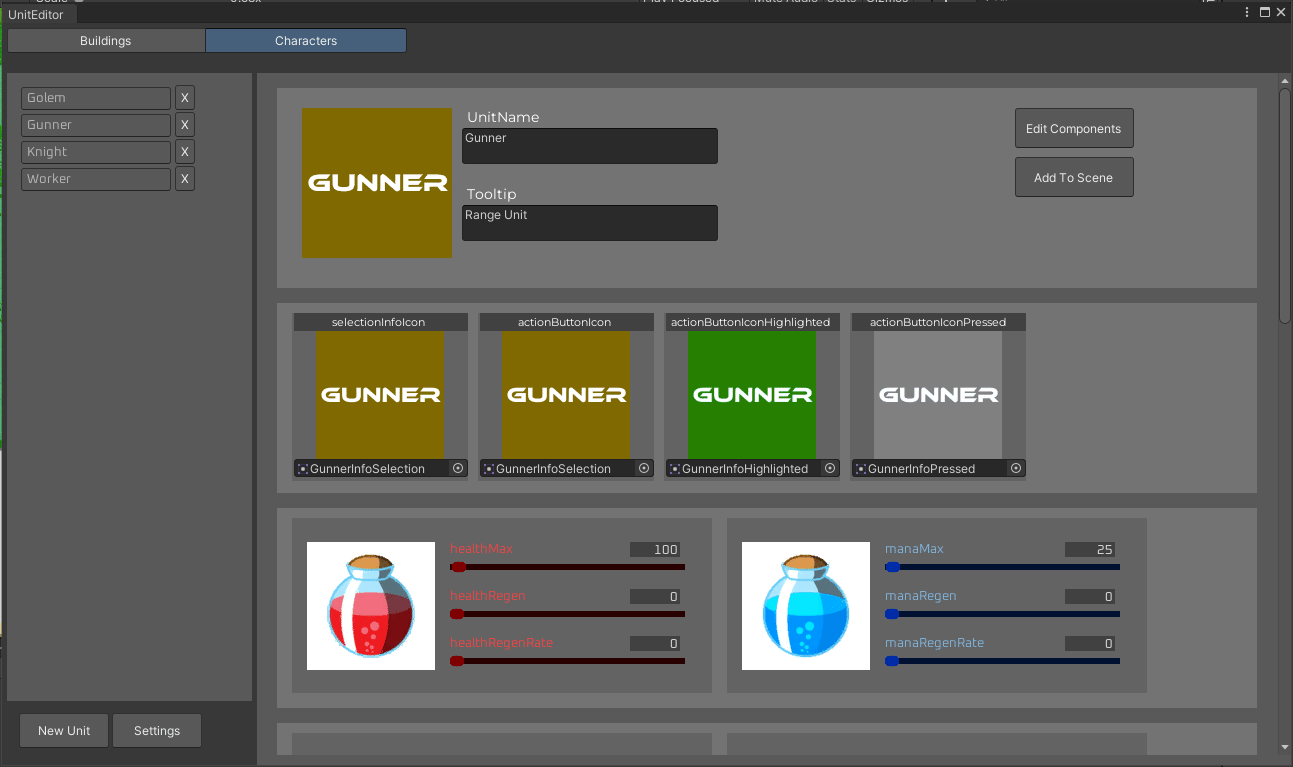 UnitEditor
Buildings
Characters
Golem X
Gunner X
Knight X
Worker X
GUNNER
UnitName
Gunner
Tooltip
Range Unit
Edit Components
Add To Scene
selectionInfoIcon
actionButtonIcon
actionButtonIconHighlighted
actionButtonIconPressed
GUNNER
GUNNER
GUNNER
GUNNER
GunnerInfoSelection
GunnerInfoSelection
GunnerInfoHighlighted
GunnerInfoPressed
healthMax 100
healthRegen 0
healthRegenRate 0
manaMax 25
manaRegen 0
manaRegenRate 0
New Unit
Settings